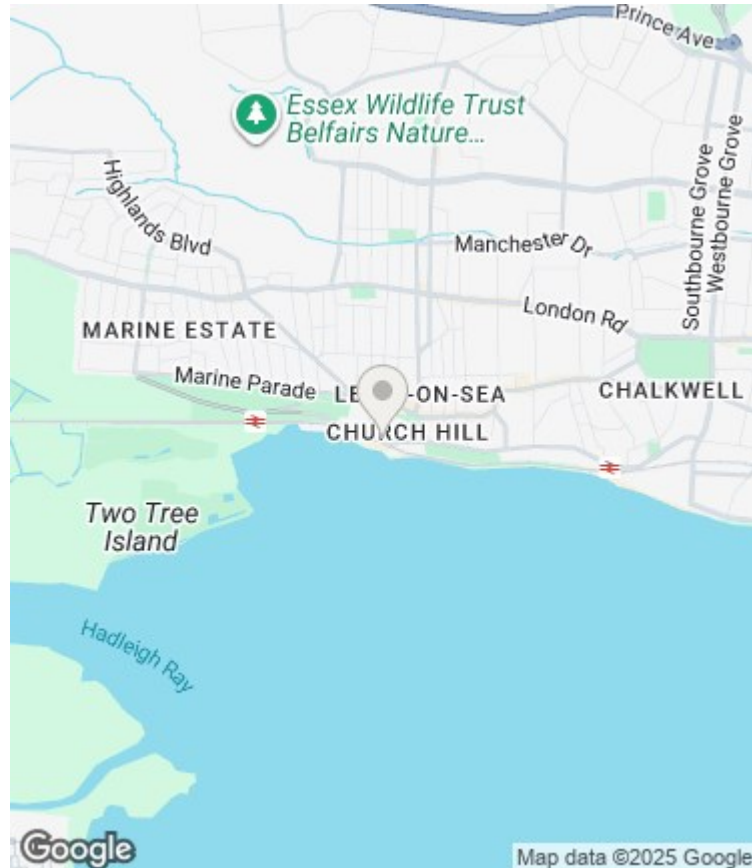 Prince Ave
Essex Wildlife Trust
Belfairs Nature...
Southbourne Grove
Westbourne Grove
Highlands Blvd
Manchester Dr
London Rd
MARINE ESTATE
Marine Parade
ON-SEA
CHALKWELL
CHURCH HILL
Two Tree
Island
Hadleigh Ray
Google
Map data ©2025 Google